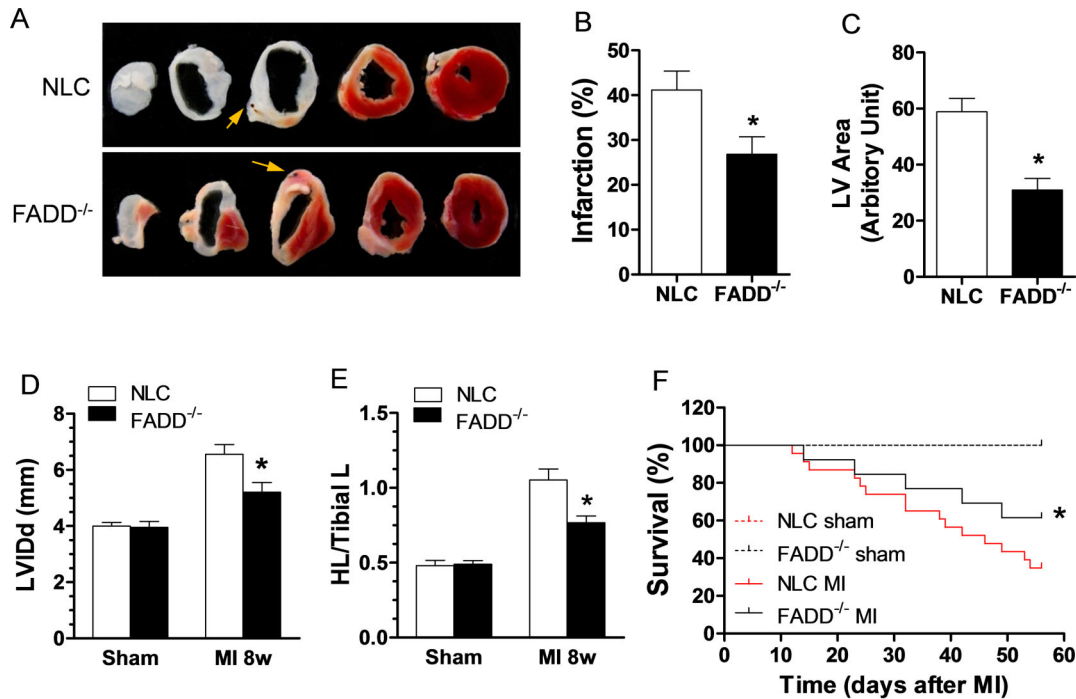 A
NLC
FADD-/-
B
Infarction (%)
50
40
30
20
10
0
*
NLC FADD-/-
C
LV Area
(Arbitory Unit)
80
60
40
20
0
*
NLC FADD-/-
D
NLC
FADD-/-
LVIDd (mm)
8
6
4
2
0
*
Sham MI 8w
E
NLC
FADD-/-
HL/Tibial L
1.5
1.0
0.5
0.0
*
Sham MI 8w
F
Survival (%)
120
100
80
60
40
20
0
*
NLC sham
FADD-/- sham
NLC MI
FADD-/- MI
0 10 20 30 40 50 60
Time (days after MI)